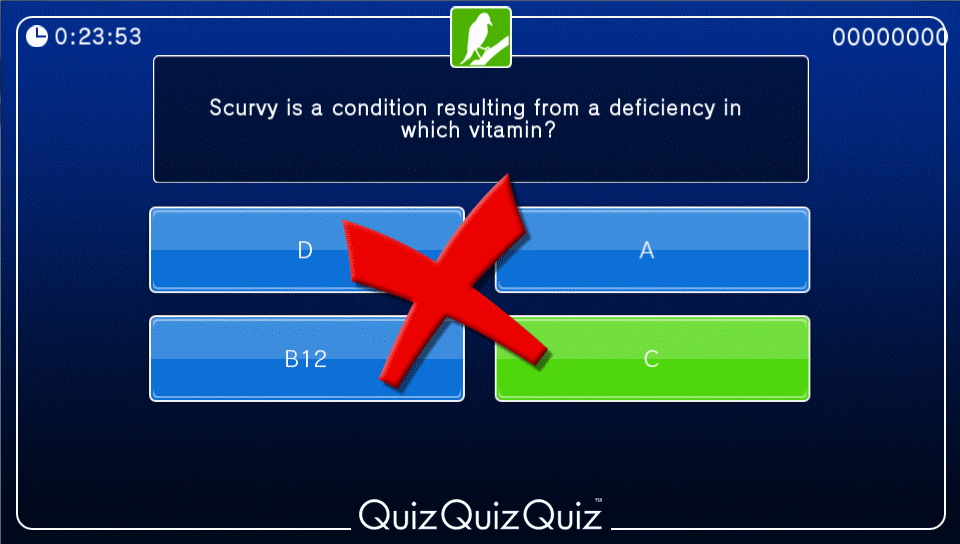 0:23:53
00000000
Scurvy is a condition resulting from a deficiency in
which vitamin?
D
A
B12
C
QuizQuizQuiz™